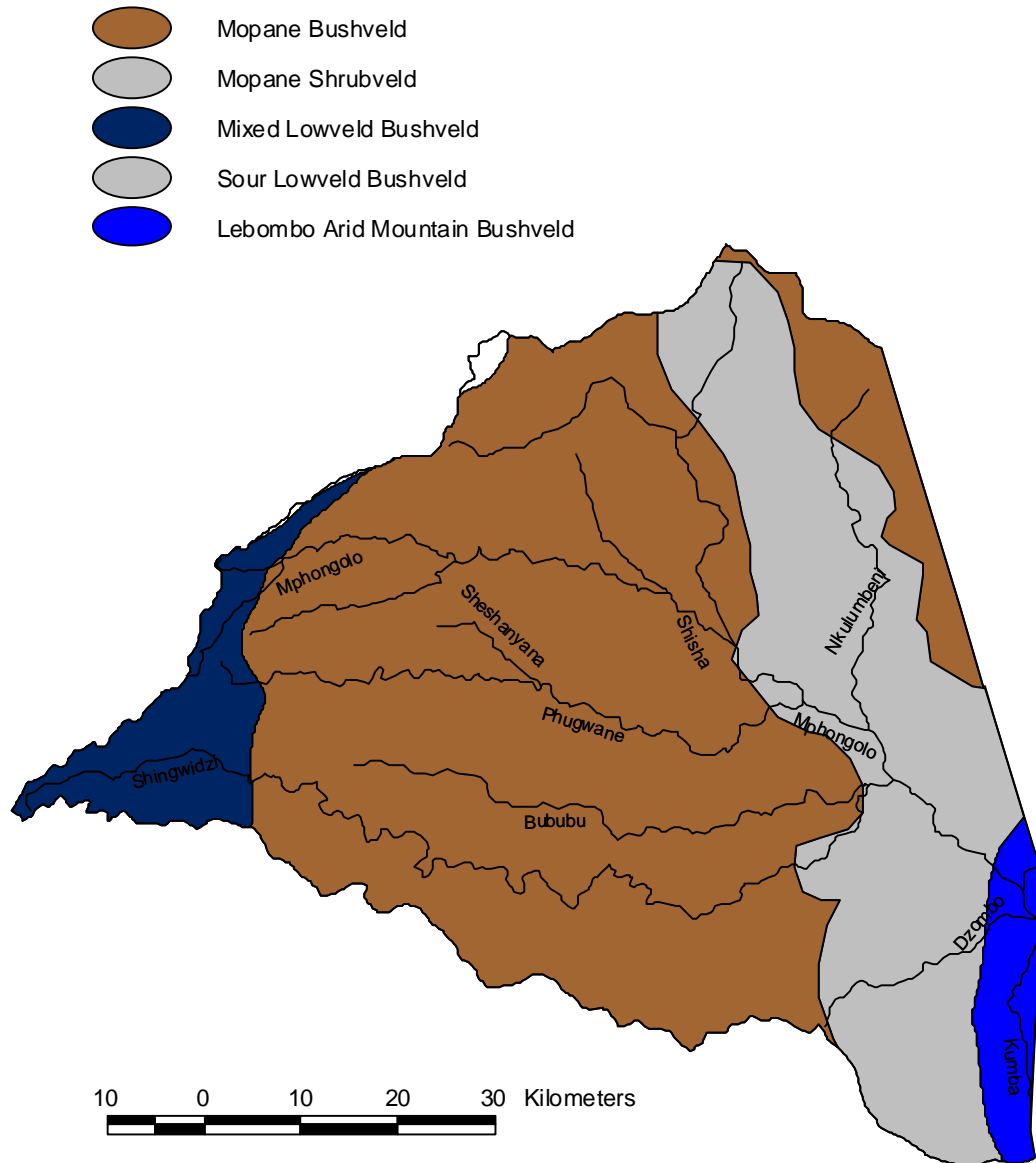 Mopane Bushveld
Mopane Shrubveld
Mixed Lowveld Bushveld
Sour Lowveld Bushveld
Lebombo Arid Mountain Bushveld
Mphongolo
Sheshanyana
Shisha
Nkulumbeni
Phugwane
Mphongolo
Shingwidzi
Bububu
Dzombo
Kumba
10 0 10 20 30 Kilometers